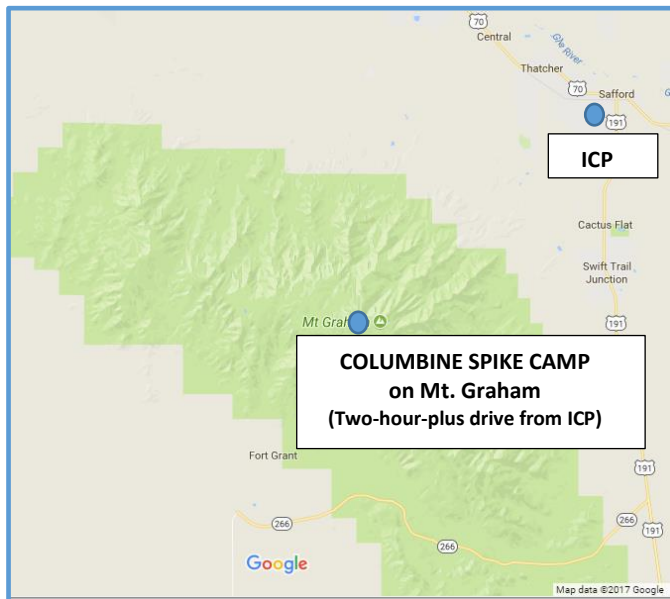 70
Central
Gila River
Thatcher
70
Safford
191
ICP
Cactus Flat
Swift Trail
Junction
191
Mt Grah
COLUMBINE SPIKE CAMP
on Mt. Graham
(Two-hour-plus drive from ICP)
Fort Grant
191
266
266
191
Google
Map data ©2017 Google